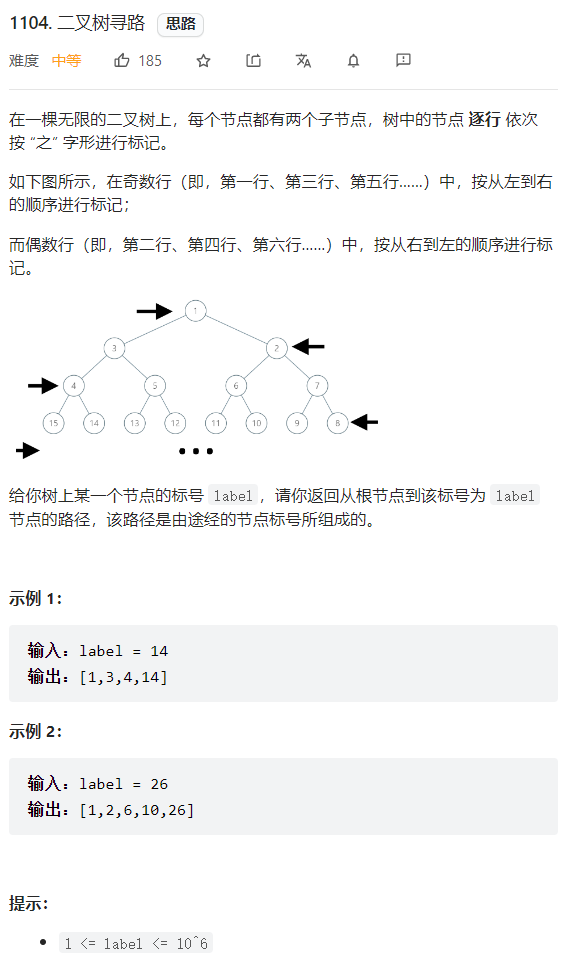 1104. 二叉树寻路 思路
难度 中等 185
在一棵无限的二叉树上，每个节点都有两个子节点，树中的节点 逐行 依次
按 “之” 字形进行标记。
如下图所示，在奇数行（即，第一行、第三行、第五行……）中，按从左到右
的顺序进行标记；
而偶数行（即，第二行、第四行、第六行……）中，按从右到左的顺序进行标
记。
1
3 2
4 5 6 7
15 14 13 12 11 10 9 8
给你树上某一个节点的标号 label，请你返回从根节点到该标号为 label
节点的路径，该路径是由途经的节点标号所组成的。
示例 1：
输入：label = 14
输出：[1,3,4,14]
示例 2：
输入：label = 26
输出：[1,2,6,10,26]
提示：
• 1 <= label <= 10^6